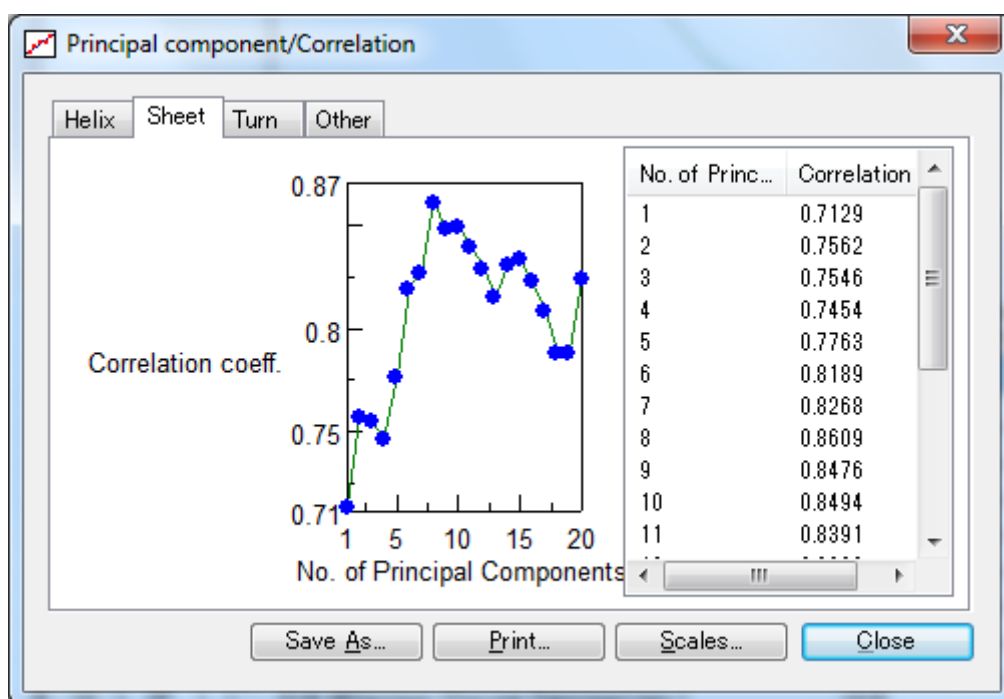 Principal component/Correlation
Helix Sheet Turn Other
No. of Princ... Correlation
1 0.7129
2 0.7562
3 0.7546
4 0.7454
5 0.7763
6 0.8189
7 0.8268
8 0.8609
9 0.8476
10 0.8494
11 0.8391
0.87
0.8
Correlation coeff.
0.75
0.71
1 5 10 15 20
No. of Principal Components
Save As... Print... Scales... Close